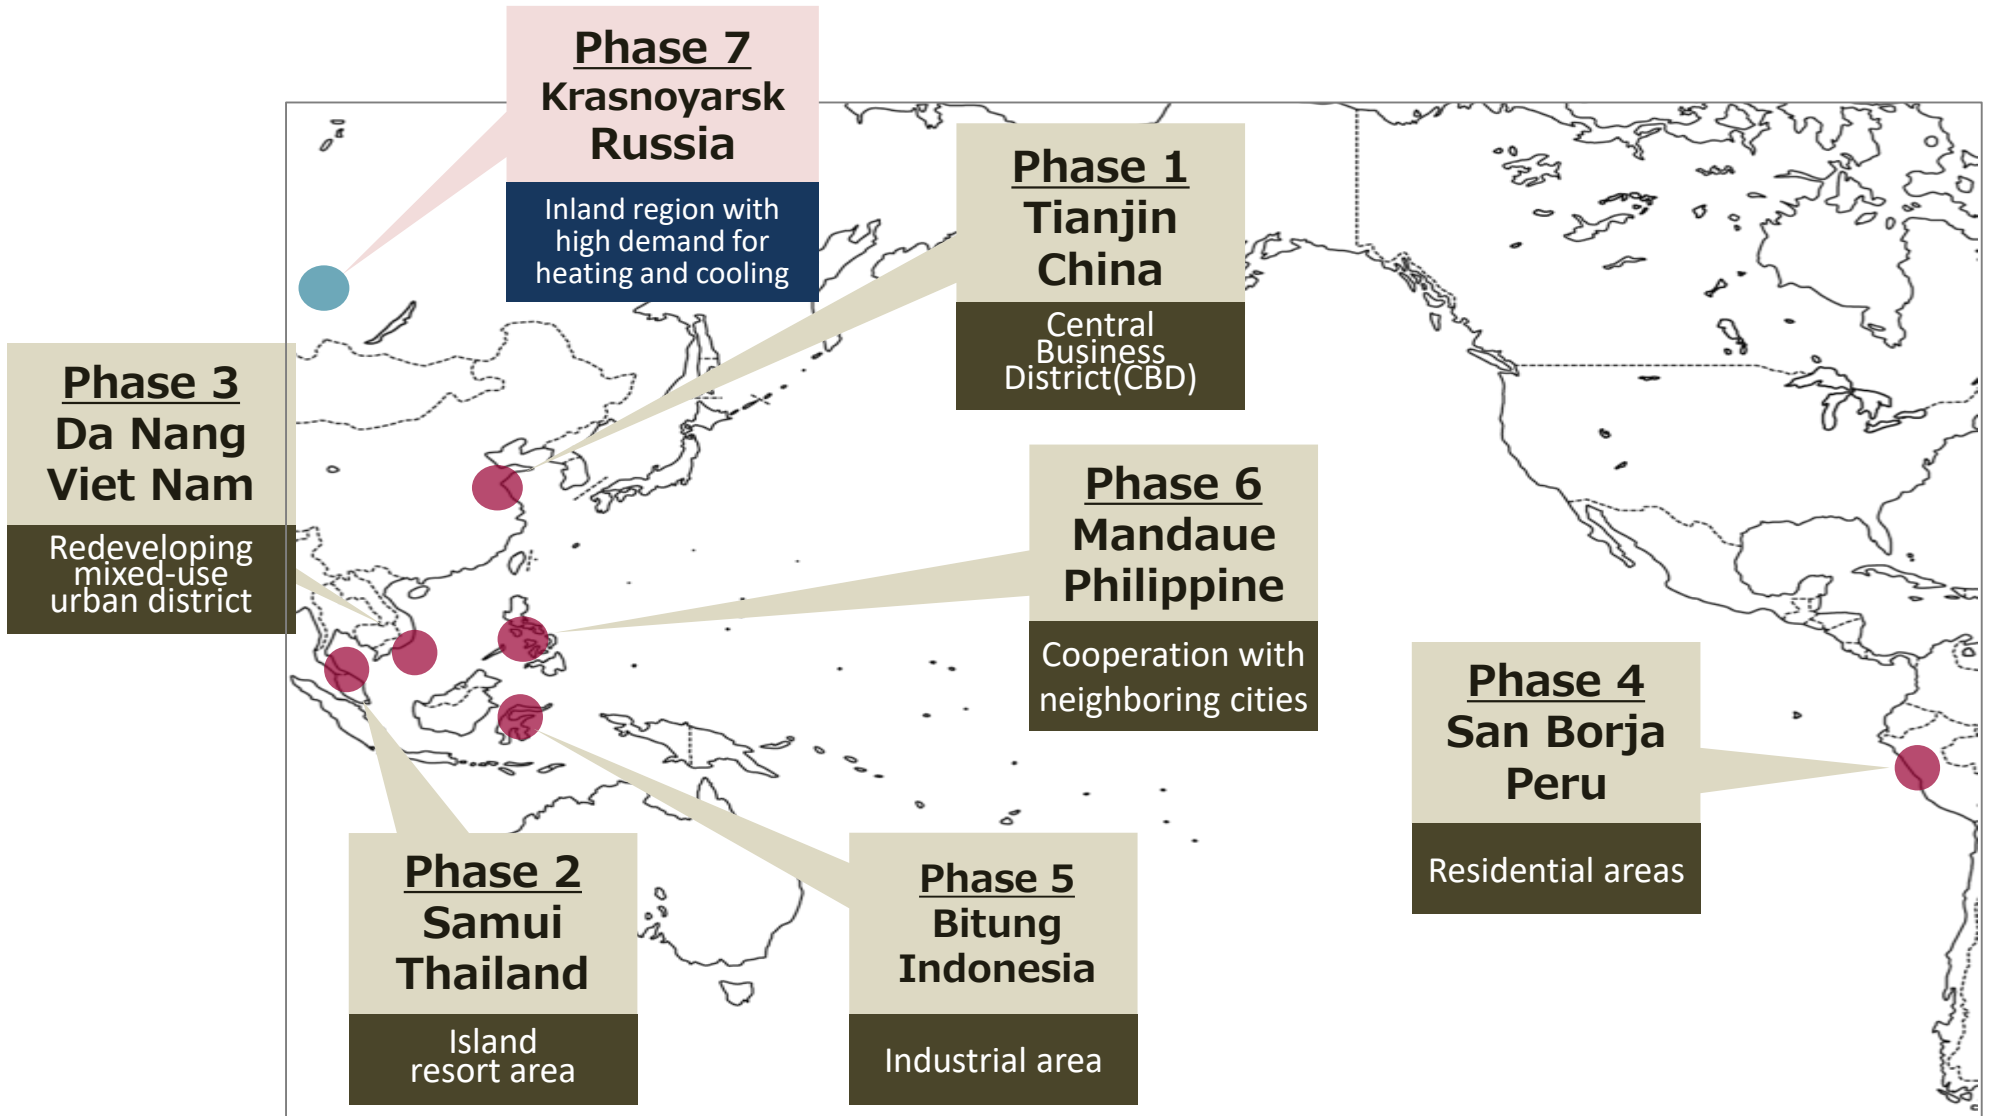 Phase 7
Krasnoyarsk
Russia
Inland region with
high demand for
heating and cooling
Phase 1
Tianjin
China
Central
Business
District(CBD)
Phase 3
Da Nang
Viet Nam
Redeveloping
mixed-use
urban district
Phase 6
Mandaue
Philippine
Cooperation with
neighboring cities
Phase 4
San Borja
Peru
Residential areas
Phase 2
Samui
Thailand
Island
resort area
Phase 5
Bitung
Indonesia
Industrial area